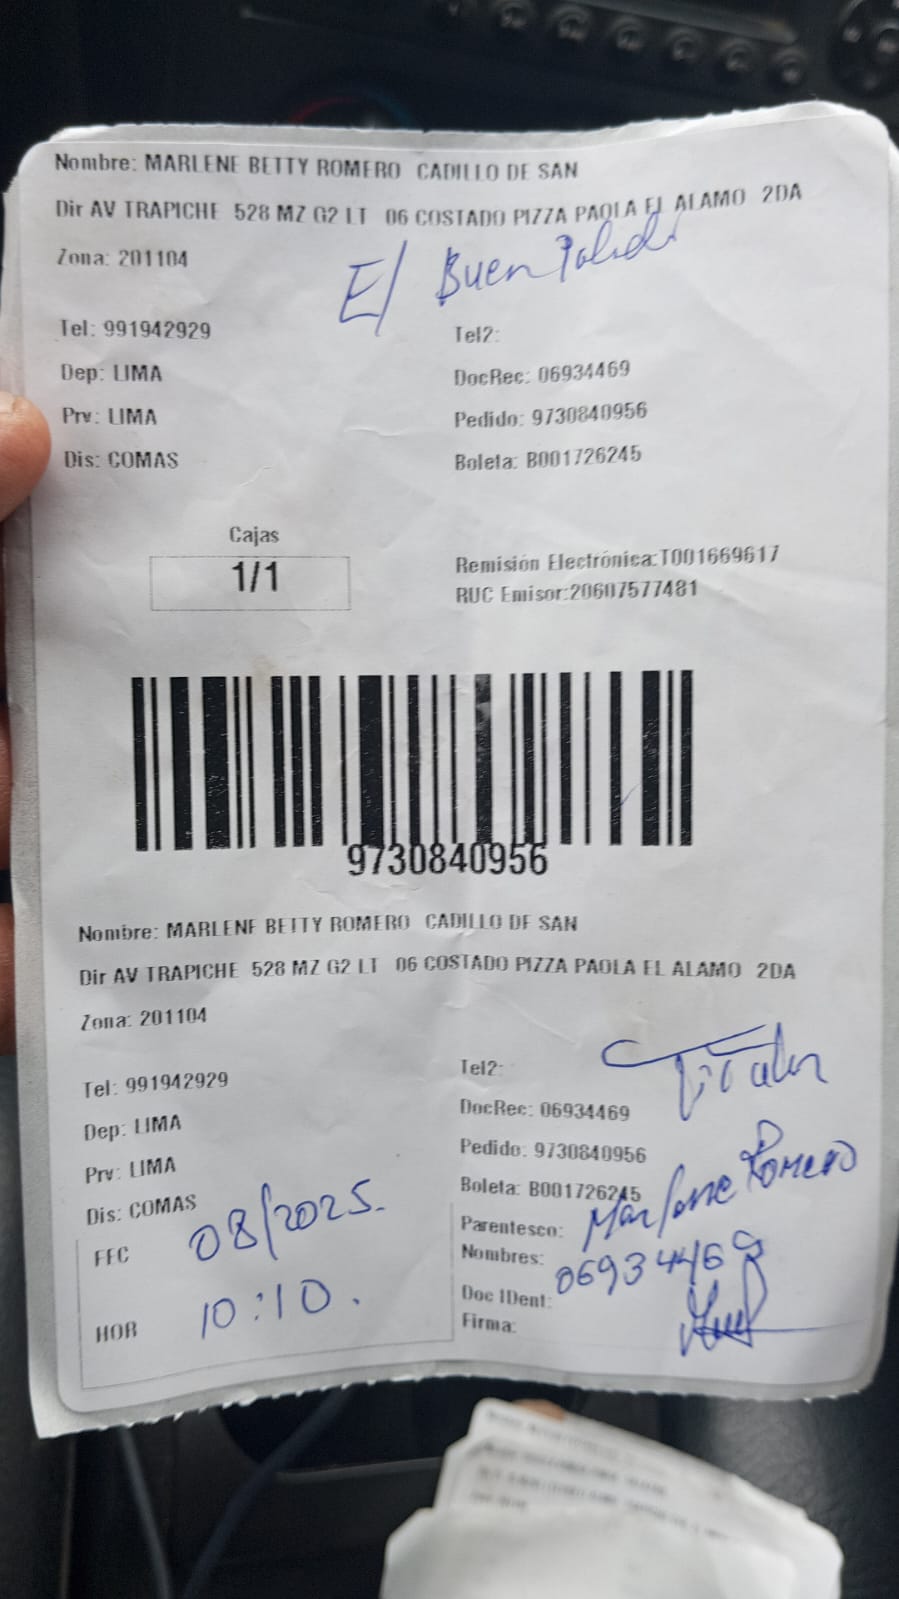 Nombre: MARLENE BETTY ROMERO CADILLO DE SAN
Dir AV TRAPICHE 528 MZ G2 LT 06 COSTADO PIZZA PAOLA EL ALAMO 2DA
Zona: 201104
El Buen
Tel: 991942929
Tel2:
Dep: LIMA
DocRec: 06934469
Prv: LIMA
Pedido: 9730840956
Dis: COMAS
Boleta: B001726245
Cajas
1/1
Remisión Electrónica:T001669617
RUC Emisor:20607577481
9730840956
Nombre: MARLENE BETTY ROMERO CADILLO DE SAN
Dir AV TRAPICHE 528 MZ G2 LT 06 COSTADO PIZZA PAOLA EL ALAMO 2DA
Zona: 201104
Tel: 991942929
Tel2:
Titular
Dep: LIMA
DocRec: 06934469
Prv: LIMA
Pedido: 9730840956
Dis: COMAS
Boleta: B001726245
FEC 08/2025.
Parentesco: Marlene Romero
Nombres:
06934469
HOR 10:10.
Doc IDent:
Firma: